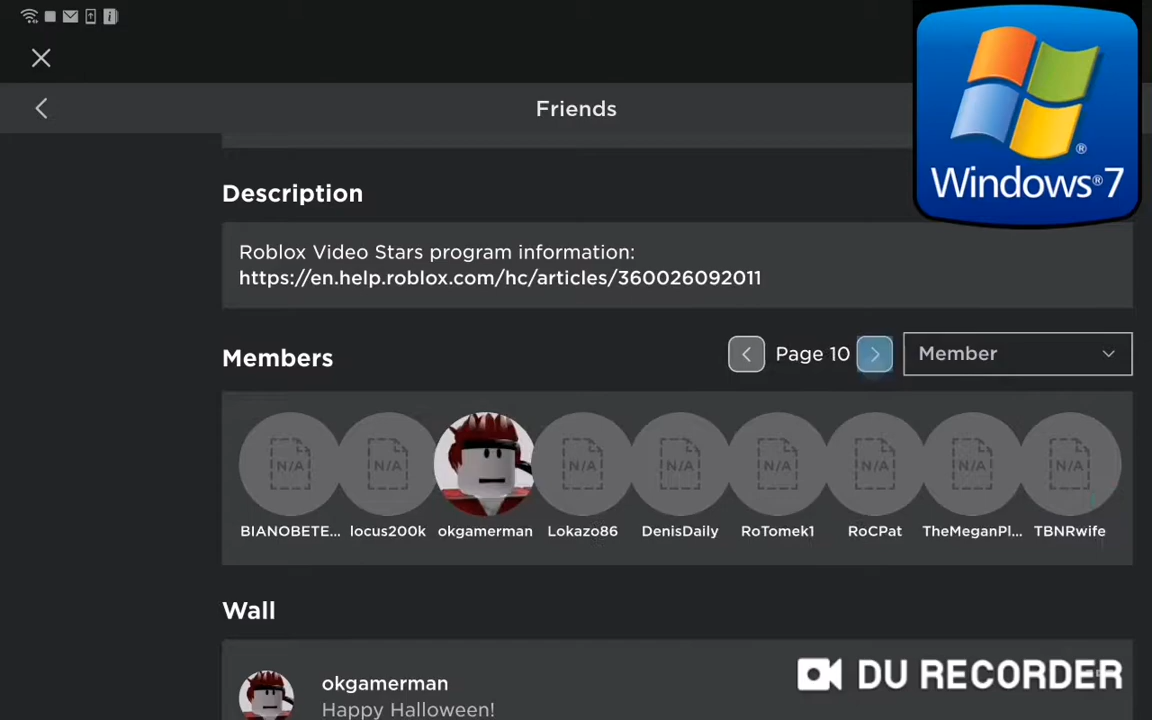 Friends
Windows®7
Description
Roblox Video Stars program information:
https://en.help.roblox.com/hc/articles/360026092011
Members
Page 10
Member
N/A N/A N/A N/A N/A N/A N/A N/A
BIANOBETE... locus200k okgamerman Lokazo86 DenisDaily RoTomek1 RoCPat TheMeganPl... TBNRwife
Wall
okgamerman
Happy Halloween!
DU RECORDER